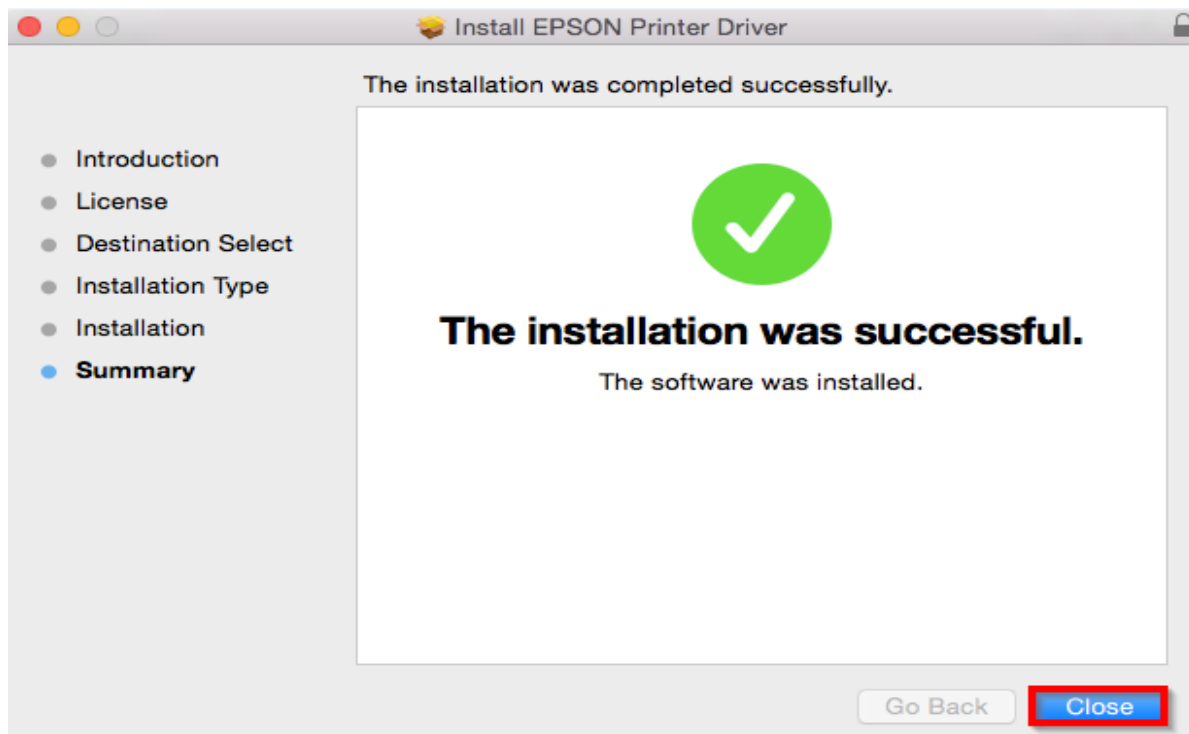 Install EPSON Printer Driver
The installation was completed successfully.
Introduction
License
Destination Select
Installation Type
Installation
Summary
The installation was successful.
The software was installed.
Go Back
Close